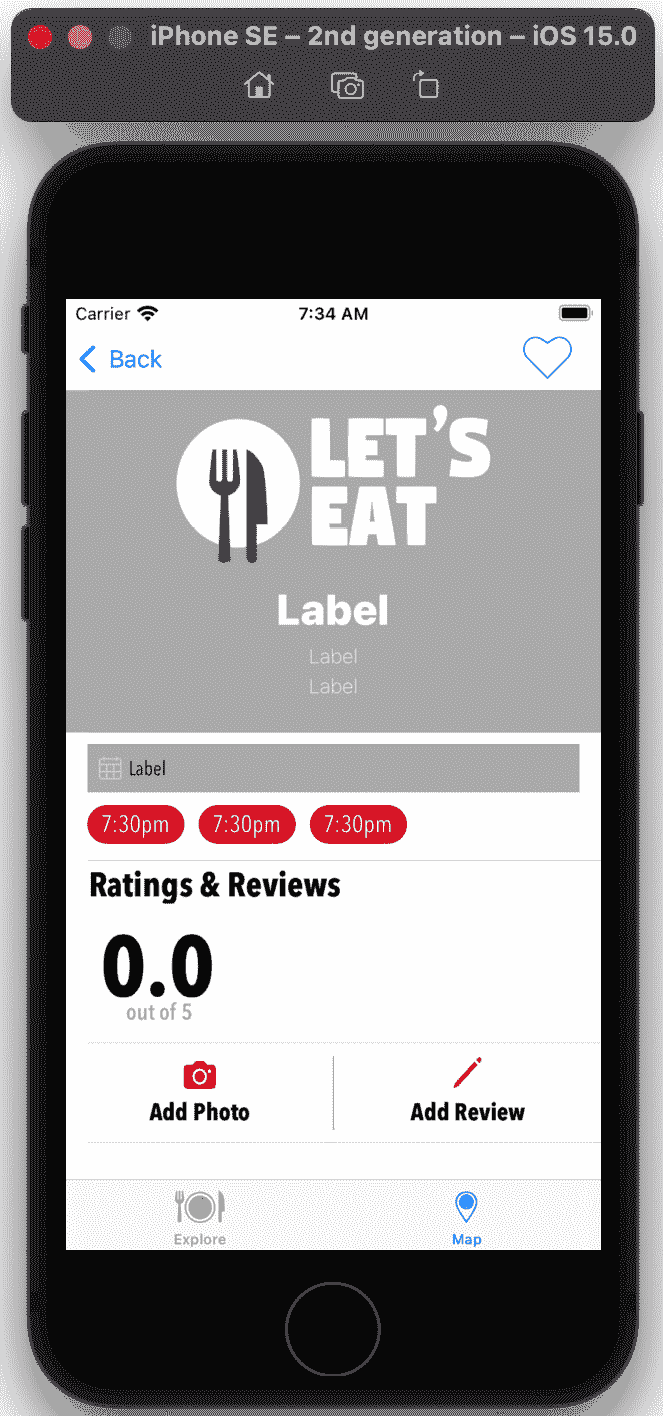 iPhone SE – 2nd generation – iOS 15.0
Carrier 7:34 AM
Back
LET'S
EAT
Label
Label
Label
Label
7:30pm 7:30pm 7:30pm
Ratings & Reviews
0.0
out of 5
Add Photo Add Review
Explore Map